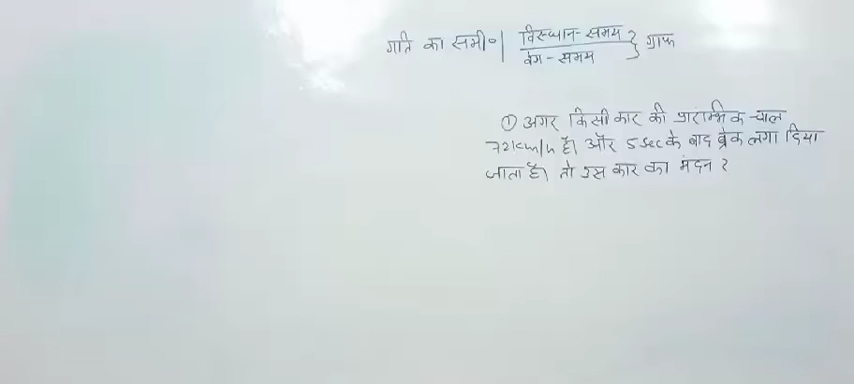 गति का समी० | विस्थापन-समय } ग्राफ
वेग-समय
① अगर किसी कार की प्रारम्भिक चाल
72km/h है। और 5sec के बाद ब्रेक लगा दिया
जाता है। तो उस कार का मंदन ?